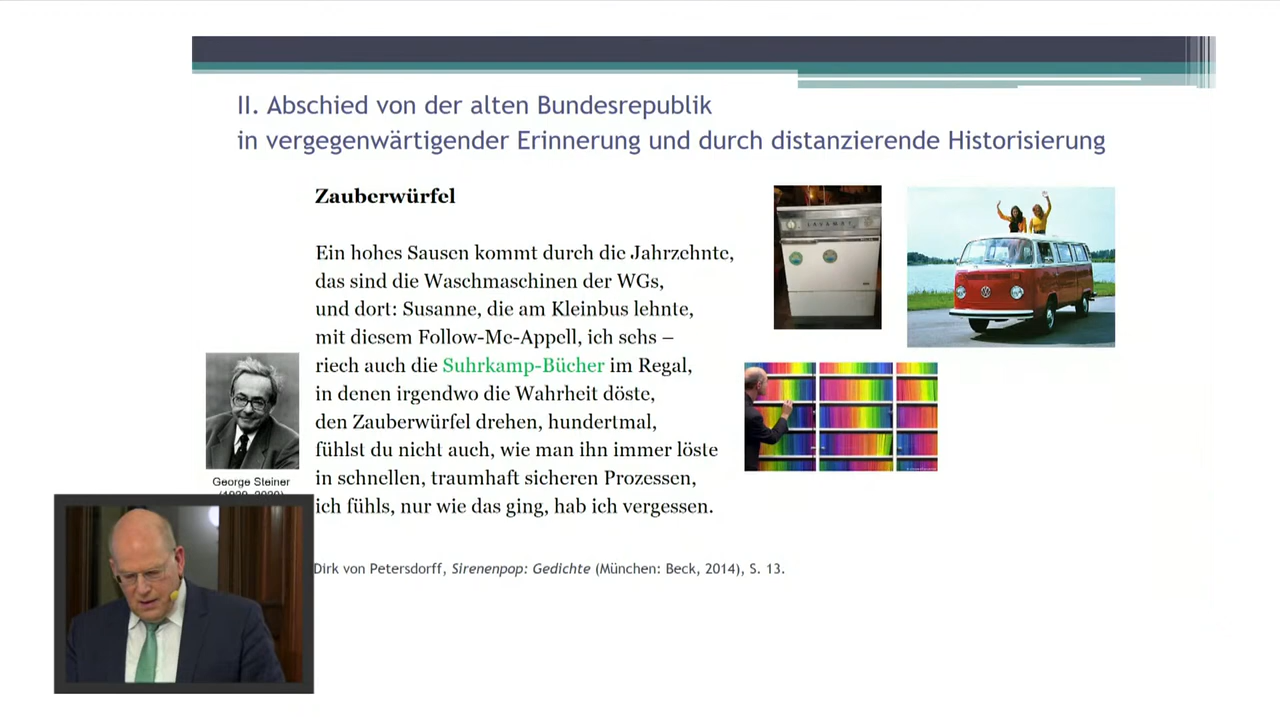 II. Abschied von der alten Bundesrepublik
in vergegenwärtigender Erinnerung und durch distanzierende Historisierung
Zauberwürfel
Ein hohes Sausen kommt durch die Jahrzehnte,
das sind die Waschmaschinen der WGs,
und dort: Susanne, die am Kleinbus lehnte,
mit diesem Follow-Me-Appell, ich sehs –
riech auch die Suhrkamp-Bücher im Regal,
in denen irgendwo die Wahrheit döste,
den Zauberwürfel drehen, hundertmal,
fühlst du nicht auch, wie man ihn immer löste
in schnellen, traumhaft sicheren Prozessen,
ich fühls, nur wie das ging, hab ich vergessen.
George Steiner
Dirk von Petersdorff, Sirenenpop: Gedichte (München: Beck, 2014), S. 13.